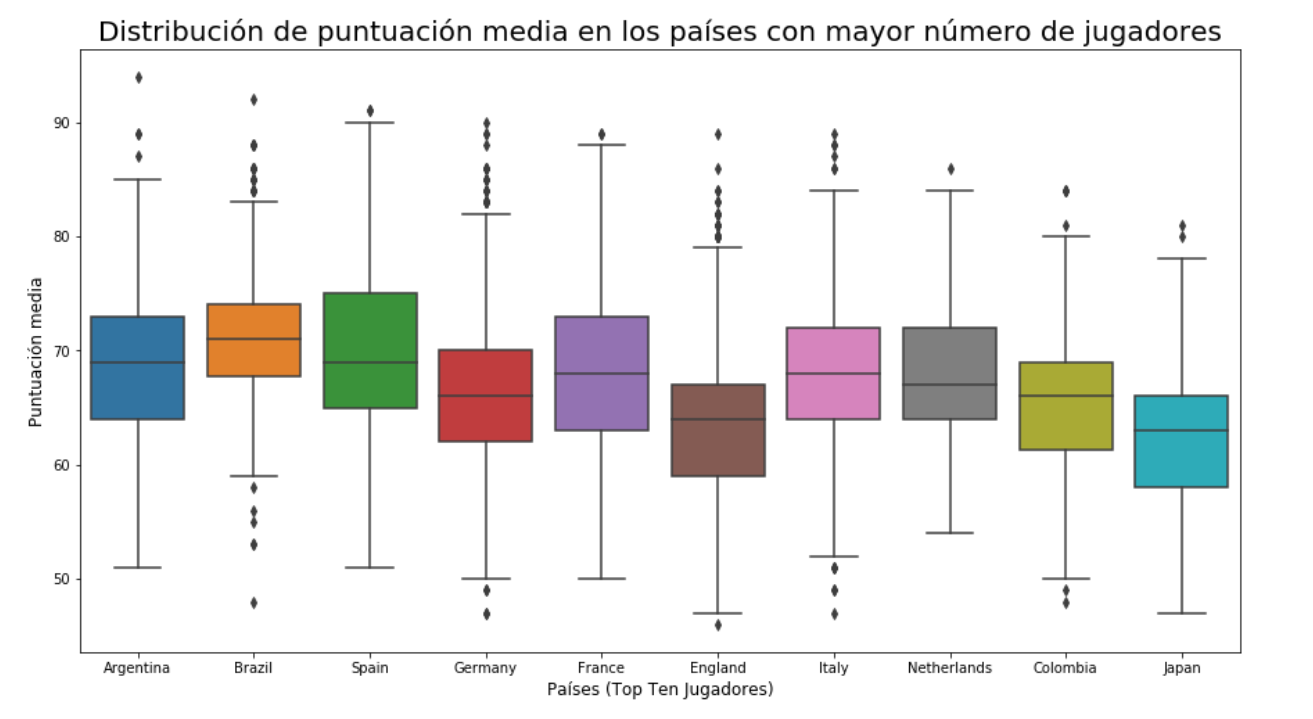 Distribución de puntuación media en los países con mayor número de jugadores
90
80
70
60
50
Puntuación media
Argentina Brazil Spain Germany France England Italy Netherlands Colombia Japan
Países (Top Ten Jugadores)